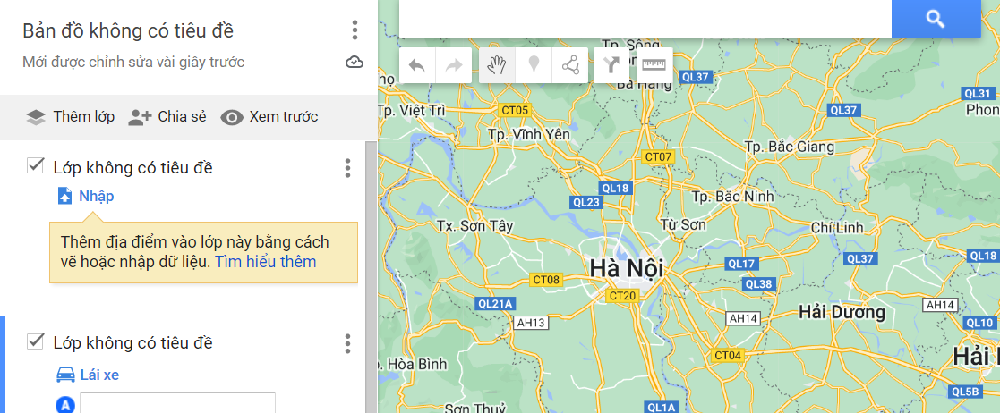 Bản đồ không có tiêu đề
Mới được chỉnh sửa vài giây trước
Thêm lớp
Chia sẻ
Xem trước
Lớp không có tiêu đề
Nhập
Thêm địa điểm vào lớp này bằng cách
vẽ hoặc nhập dữ liệu. Tìm hiểu thêm
Lớp không có tiêu đề
Lái xe
A
Tp. Sông
QL37
QL31
Tp. Việt Trì
CT05
QL37
Phon
Tp. Vĩnh Yên
Tp. Bắc Giang
CT07
QL18
Tp. Bắc Ninh
QL23
Tx. Sơn Tây
Từ Sơn
Chí Linh
Hà Nội
QL17
QL37
QL18
CT08
QL38
CT20
QL21A
AH14
AH14
Hải Dương
AH13
QL10
CT04
Hải
Hòa Bình
QL5B
Sơn Thuỷ
QL1A